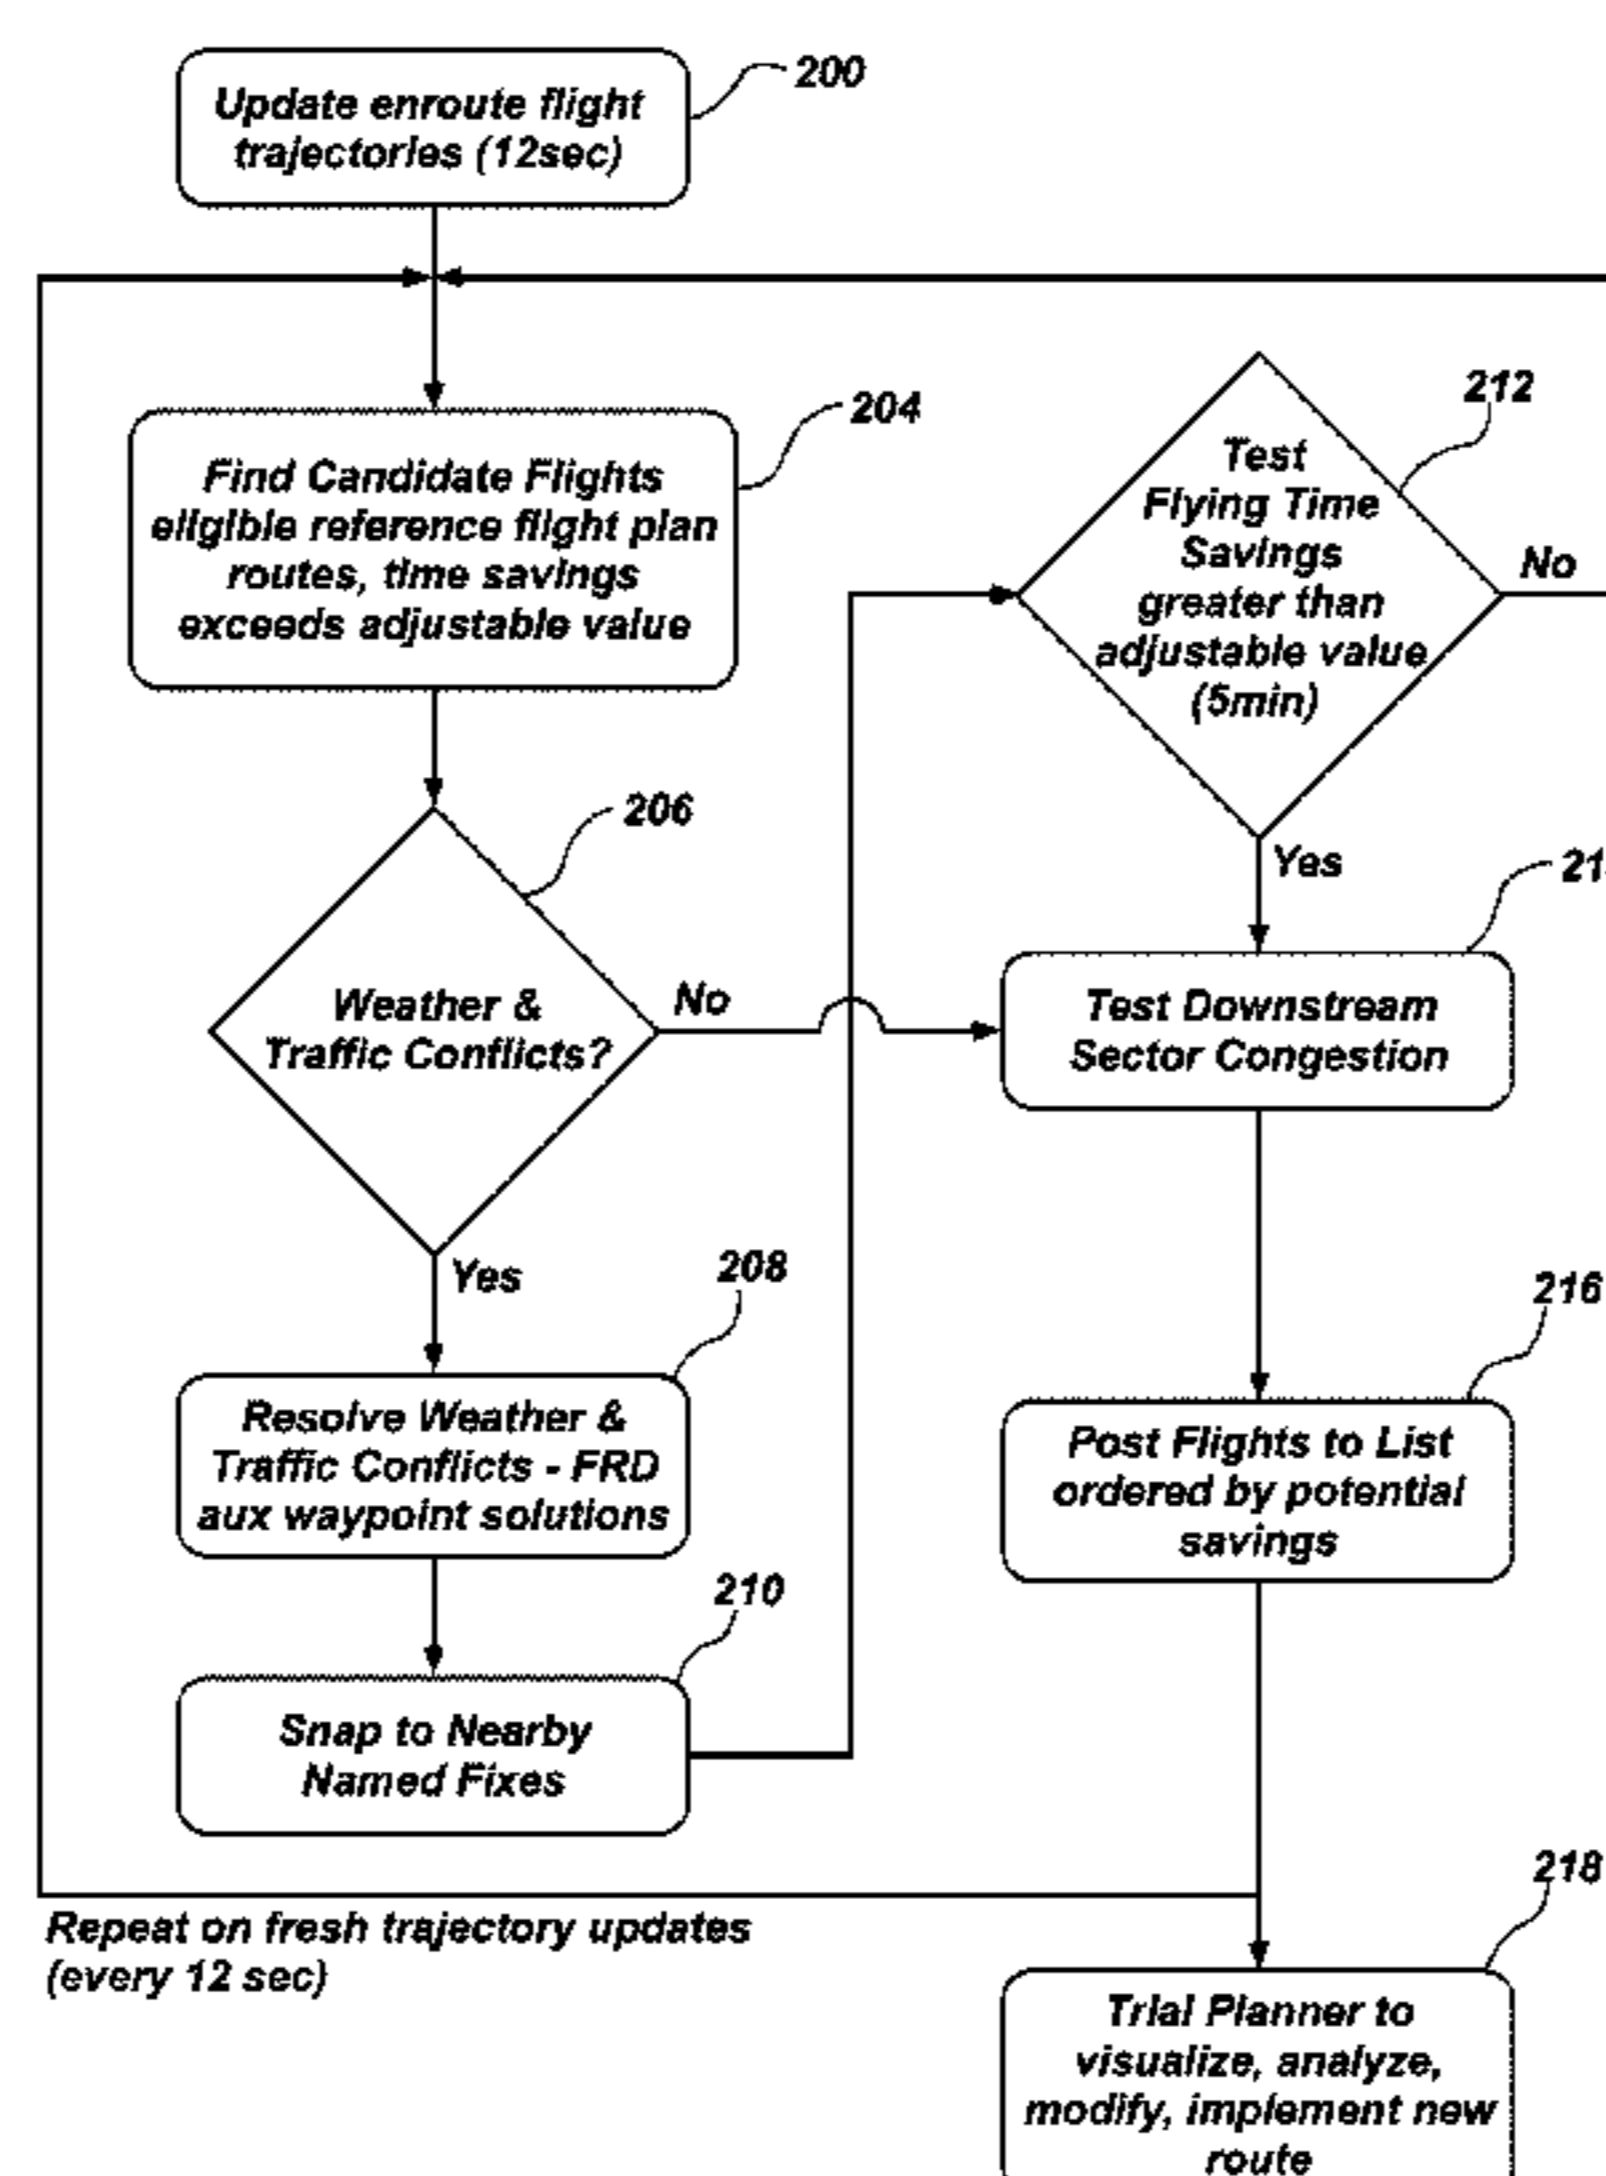 200
Update enroute flight
trajectories (12sec)
204
Find Candidate Flights
eligible reference flight plan
routes, time savings
exceeds adjustable value
206
Weather &
Traffic Conflicts?
No
Yes
208
Resolve Weather &
Traffic Conflicts - FRD
aux waypoint solutions
210
Snap to Nearby
Named Fixes
Repeat on fresh trajectory updates
(every 12 sec)
212
Test
Flying Time
Savings
greater than
adjustable value
(5min)
No
Yes
Test Downstream
Sector Congestion
216
Post Flights to List
ordered by potential
savings
218
Trial Planner to
visualize, analyze,
modify, implement new
route